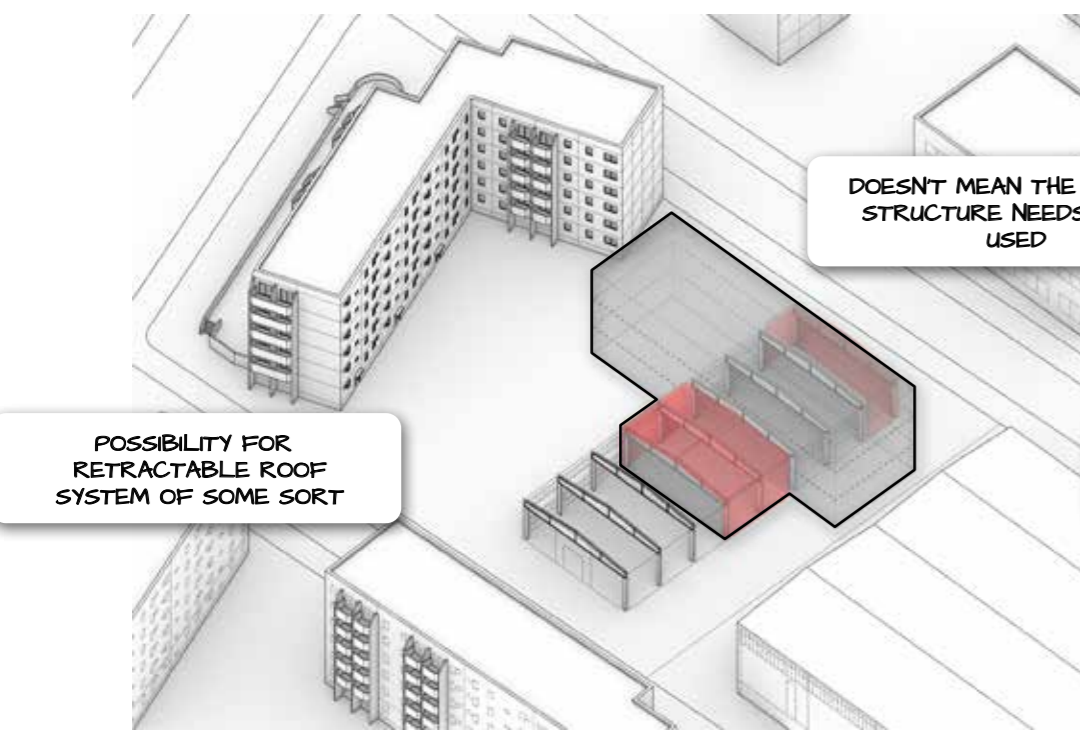 DOESN'T MEAN THE
STRUCTURE NEEDS
USED
POSSIBILITY FOR
RETRACTABLE ROOF
SYSTEM OF SOME SORT